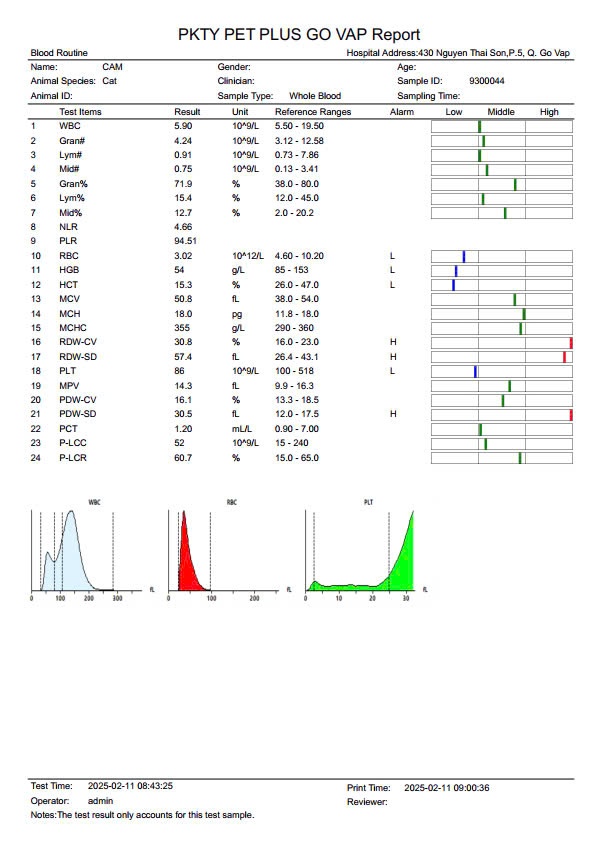 PKTY PET PLUS GO VAP Report
Blood Routine Hospital Address:430 Nguyen Thai Son,P.5, Q. Go Vap
Name: CAM Gender: Age:
Animal Species: Cat Clinician: Sample ID: 9300044
Animal ID: Sample Type: Whole Blood Sampling Time:
Test Items Result Unit Reference Ranges Alarm Low Middle High
1 WBC 5.90 10^9/L 5.50 - 19.50
2 Gran# 4.24 10^9/L 3.12 - 12.58
3 Lym# 0.91 10^9/L 0.73 - 7.86
4 Mid# 0.75 10^9/L 0.13 - 3.41
5 Gran% 71.9 % 38.0 - 80.0
6 Lym% 15.4 % 12.0 - 45.0
7 Mid% 12.7 % 2.0 - 20.2
8 NLR 4.66
9 PLR 94.51
10 RBC 3.02 10^12/L 4.60 - 10.20 L
11 HGB 54 g/L 85 - 153 L
12 HCT 15.3 % 26.0 - 47.0 L
13 MCV 50.8 fL 38.0 - 54.0
14 MCH 18.0 pg 11.8 - 18.0
15 MCHC 355 g/L 290 - 360
16 RDW-CV 30.8 % 16.0 - 23.0 H
17 RDW-SD 57.4 fL 26.4 - 43.1 H
18 PLT 86 10^9/L 100 - 518 L
19 MPV 14.3 fL 9.9 - 16.3
20 PDW-CV 16.1 % 13.3 - 18.5
21 PDW-SD 30.5 fL 12.0 - 17.5 H
22 PCT 1.20 mL/L 0.90 - 7.00
23 P-LCC 52 10^9/L 15 - 240
24 P-LCR 60.7 % 15.0 - 65.0
WBC RBC PLT
0 100 200 300 fL 0 100 200 fL 0 10 20 30 fL
Test Time: 2025-02-11 08:43:25 Print Time: 2025-02-11 09:00:36
Operator: admin Reviewer:
Notes:The test result only accounts for this test sample.